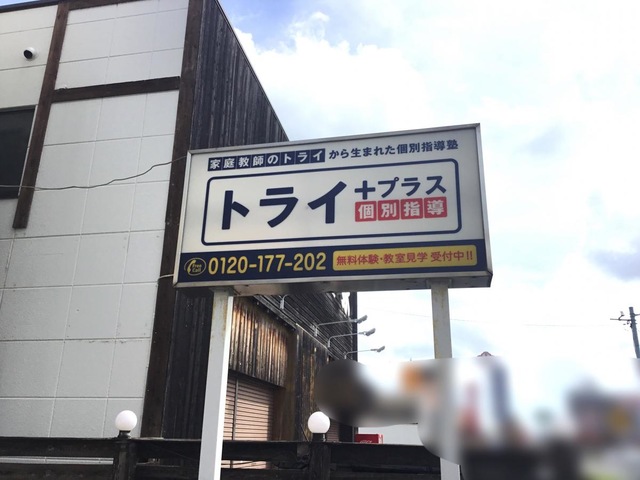 家庭教師のトライから生まれた個別指導塾
トライ+プラス
個別指導
Free Call 0120-177-202 無料体験・教室見学 受付中!!